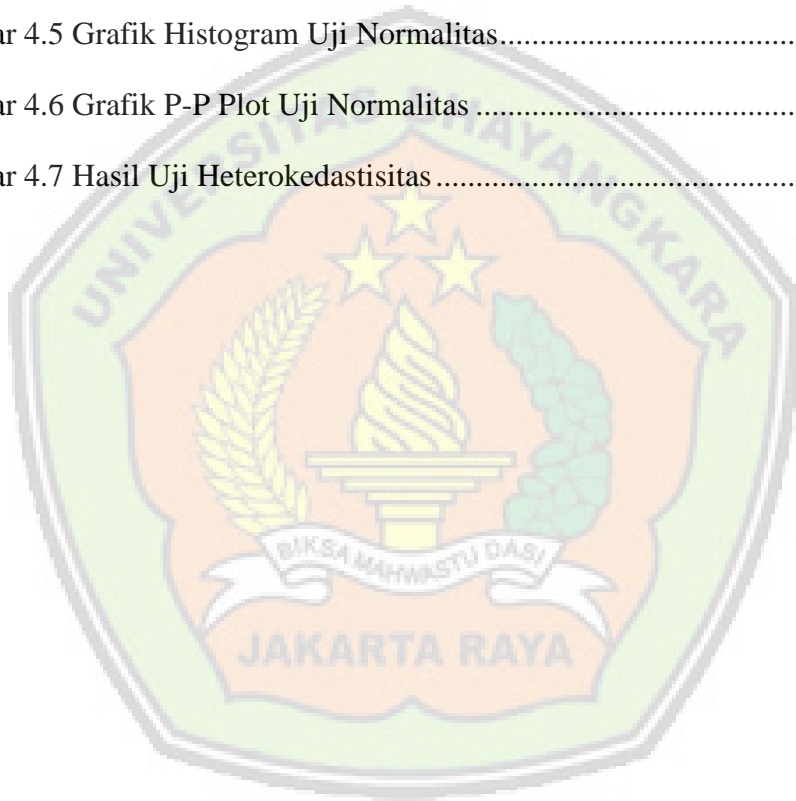 ar 4.5 Grafik Histogram Uji Normalitas....................................
ar 4.6 Grafik P-P Plot Uji Normalitas .......................................
ar 4.7 Hasil Uji Heterokedastisitas............................................
UNIVERSITAS BHAYANGKARA
BIKSA MAHWASTU DASI
JAKARTA RAYA